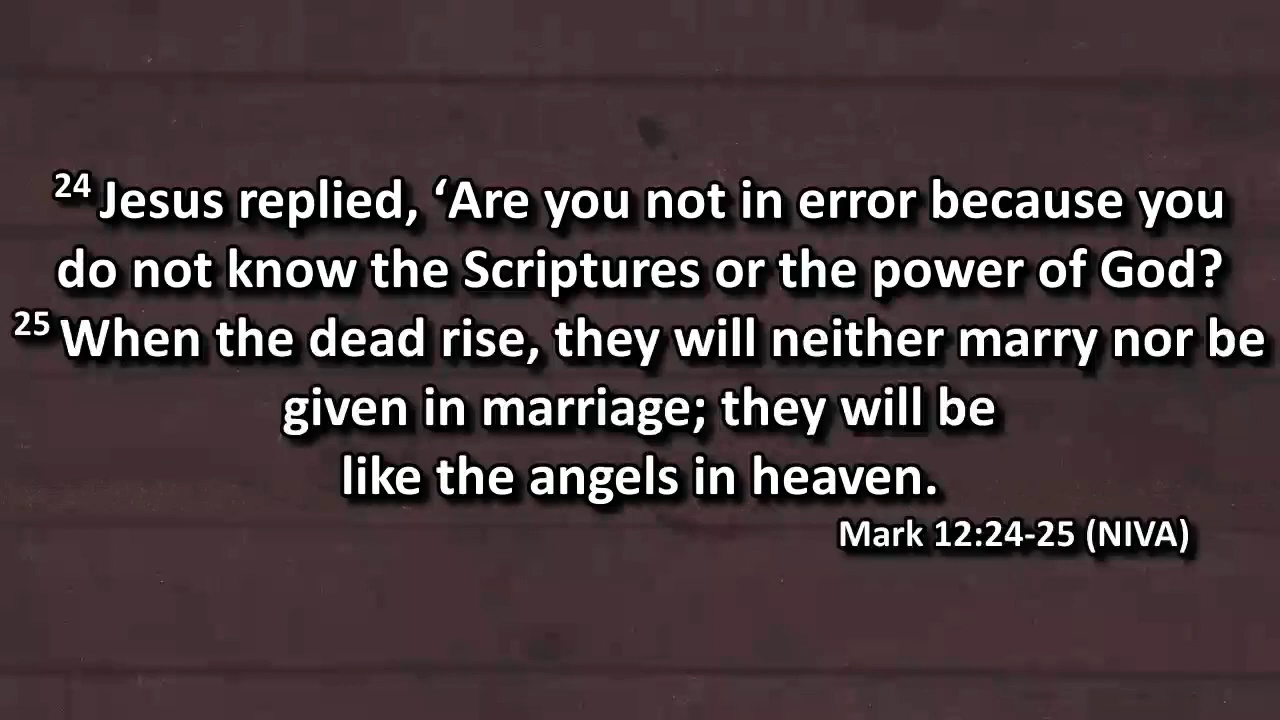 24 Jesus replied, ‘Are you not in error because you
do not know the Scriptures or the power of God?
25 When the dead rise, they will neither marry nor be
given in marriage; they will be
like the angels in heaven.
Mark 12:24-25 (NIVA)